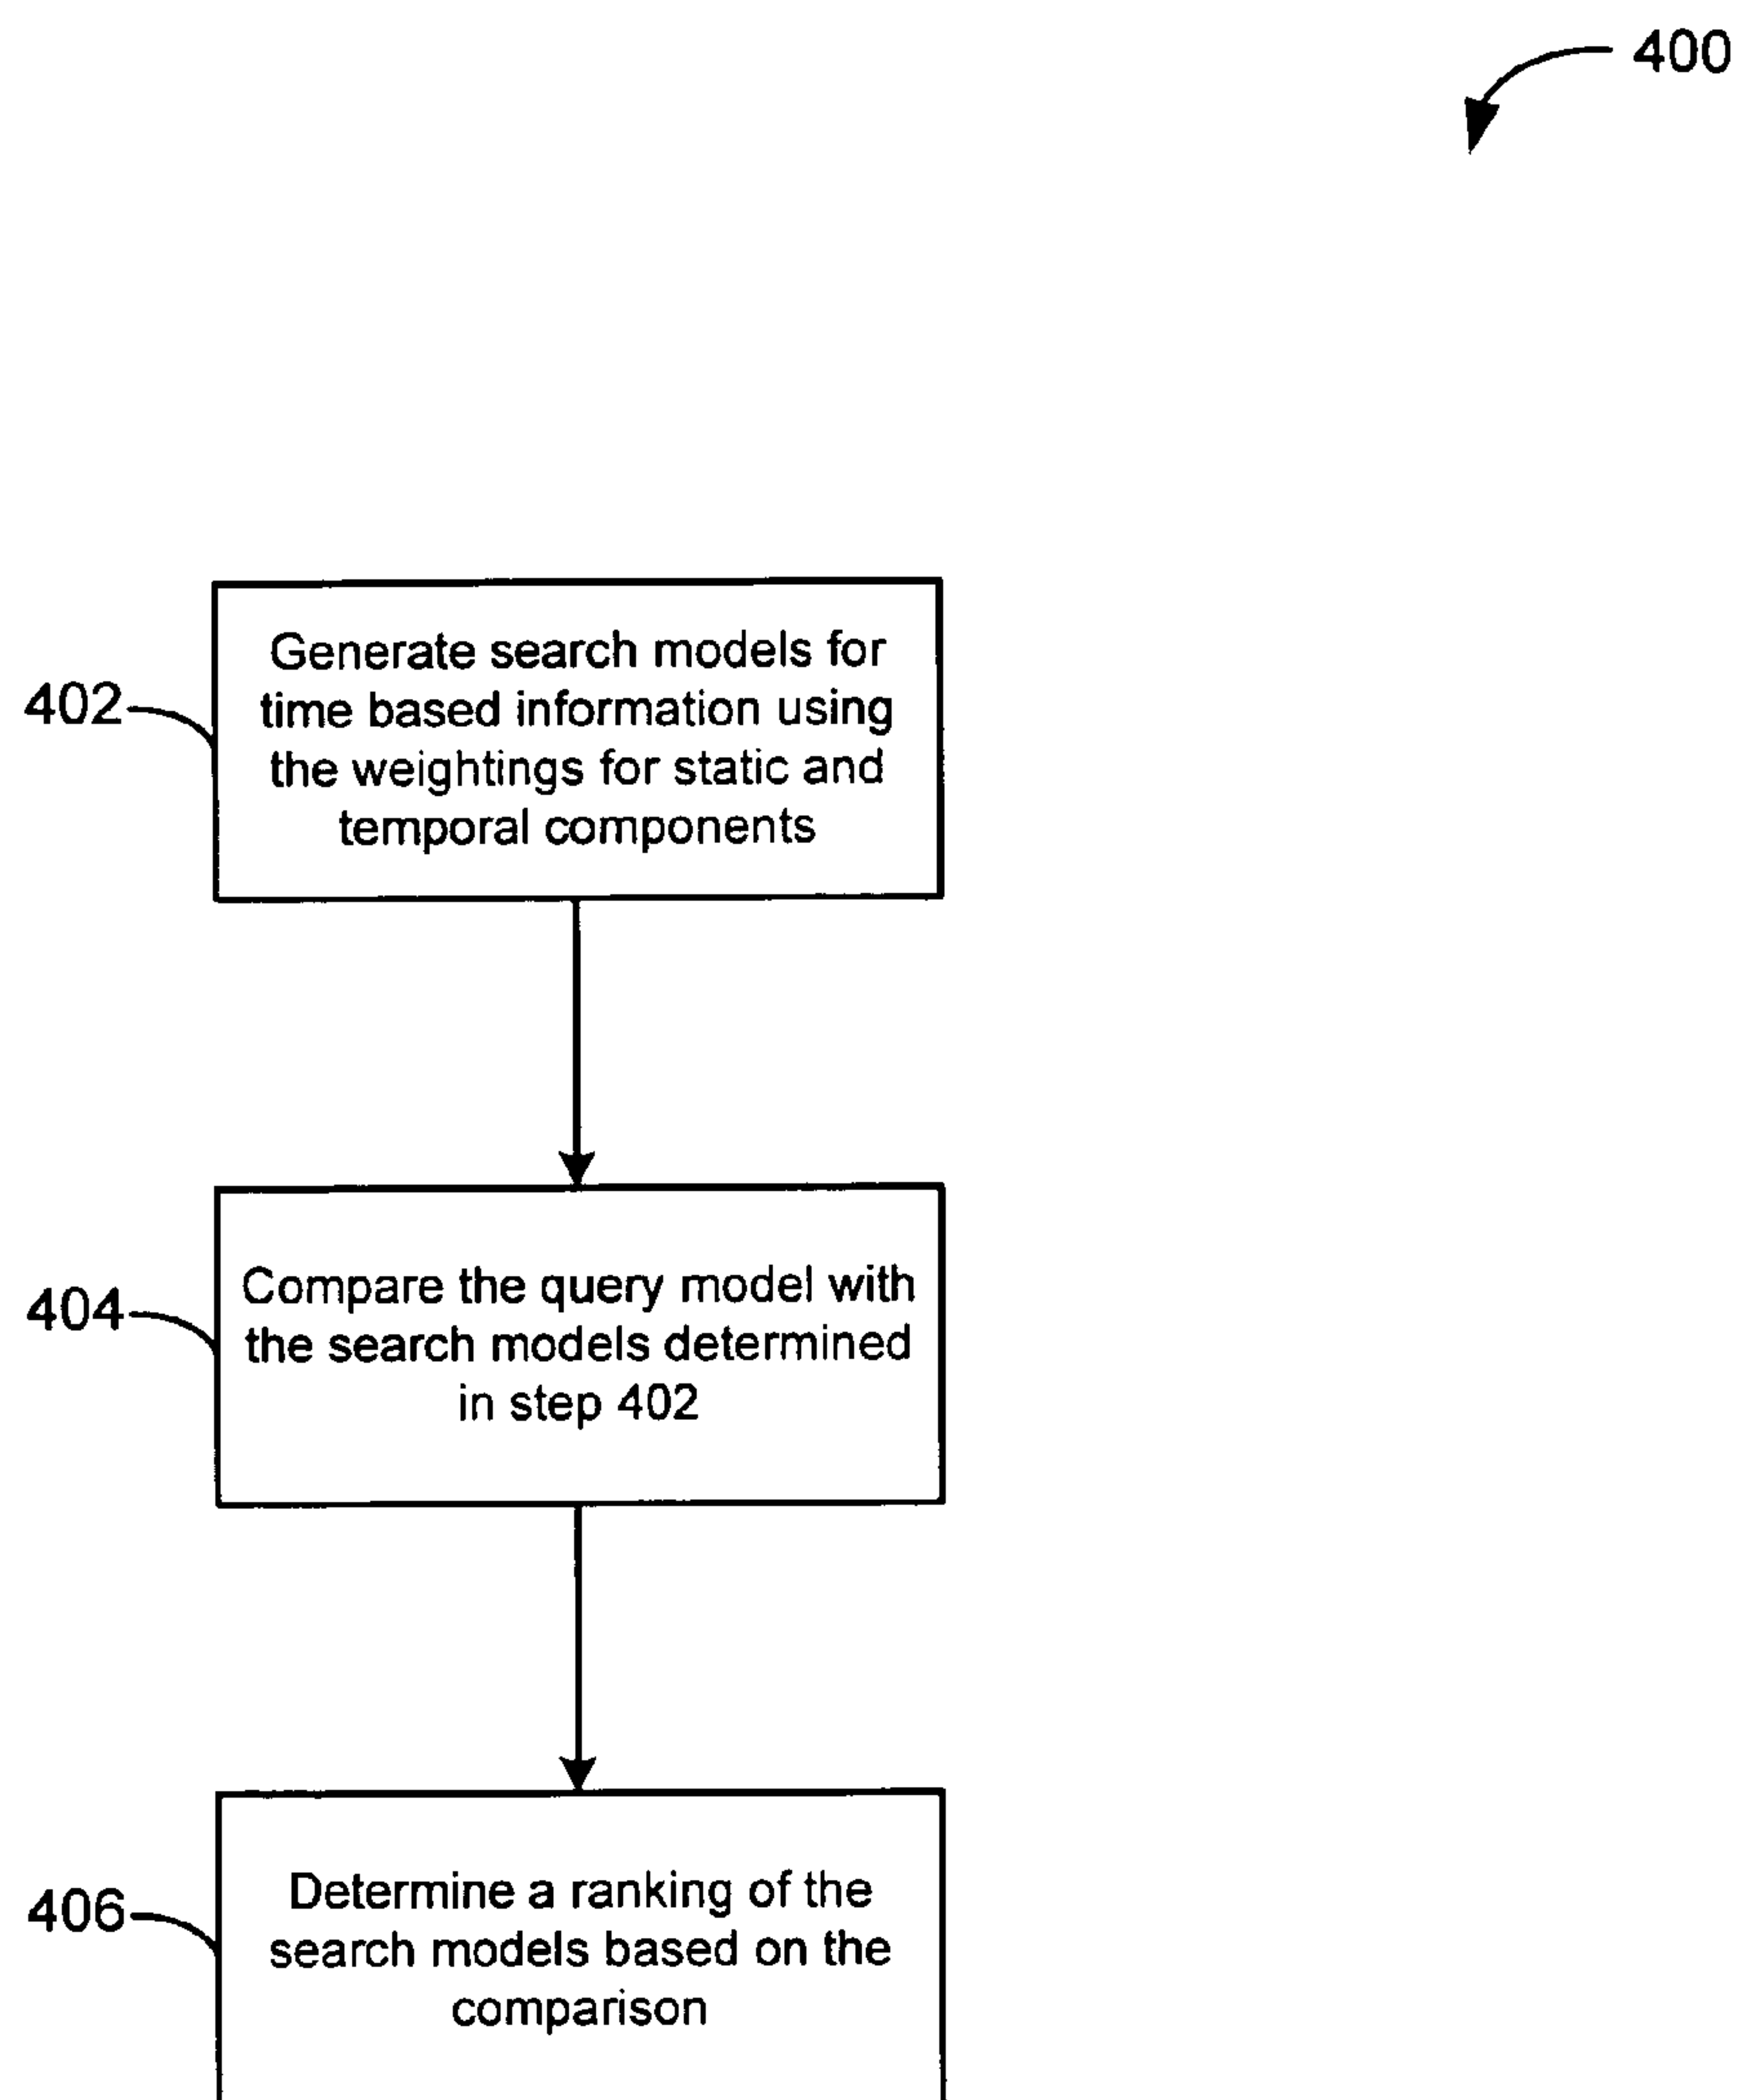 400
402
Generate search models for
time based information using
the weightings for static and
temporal components
404
Compare the query model with
the search models determined
in step 402
406
Determine a ranking of the
search models based on the
comparison